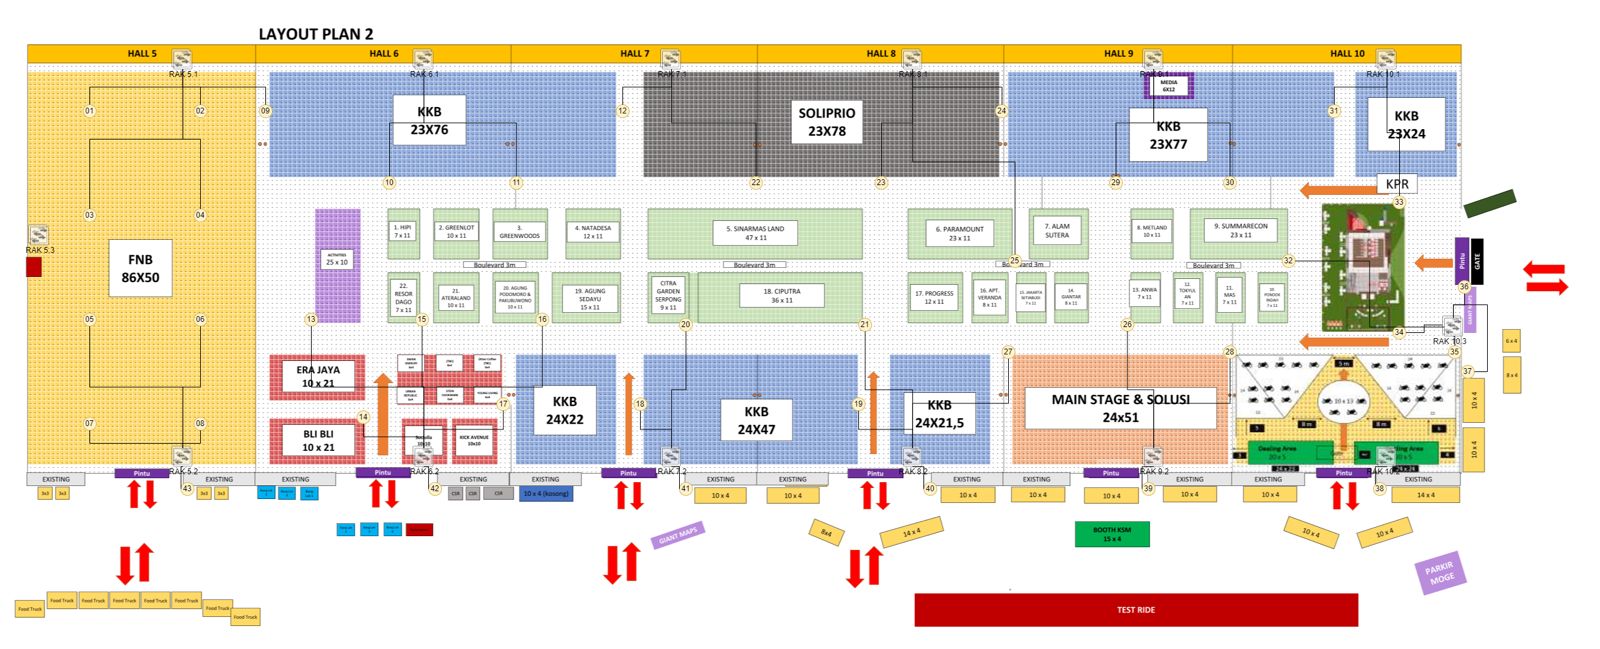 LAYOUT PLAN 2
HALL 5
HALL 6
HALL 7
HALL 8
HALL 9
HALL 10
RAK 5.1
RAK 6.1
RAK 7.1
RAK 8.1
RAK 9.1
RAK 10.1
MEDIA
6X12
01
02
09
12
24
31
KKB
23X76
SOLIPRIO
23X78
KKB
23X77
KKB
23X24
10
11
22
23
29
30
KPR
33
03
04
RAK 5.3
FNB
86X50
ACTIVITIES
25 x 10
1. HIPI
7 x 11
2. GREENLOT
10 x 11
3.
GREENWOODS
4. NATADESA
12 x 11
5. SINARMAS LAND
47 x 11
6. PARAMOUNT
23 x 11
7. ALAM
SUTERA
8. METLAND
10 x 11
9. SUMMARECON
23 x 11
Boulevard 3m
Boulevard 3m
25
Boulevard 3m
Boulevard 3m
32
Pintu
GATE
36
22.
RESOR
DAGO
7 x 11
21.
ATERALAND
10 x 11
20. AGUNG
PODOMORO &
PAKUBUWONO
10 x 11
19. AGUNG
SEDAYU
15 x 11
CITRA
GARDEN
SERPONG
9 x 11
18. CIPUTRA
36 x 11
17. PROGRESS
12 x 11
16. APT.
VERANDA
8 x 11
15. JAKARTA
SETIABUDI
7 x 11
14.
GIANTAR
8 x 11
13. ANWA
7 x 11
12.
TOKYUL
AN
7 x 11
11.
MAS
7 x 11
10.
PONDOK
INDAH
7 x 11
05
06
13
15
16
20
21
26
34
RAK 10.3
27
28
35
37
6 x 4
8 x 4
10 x 4
10 x 4
ERA JAYA
10 x 21
BLI BLI
10 x 21
14
17
RICK AVENUE
10x10
10x10
KKB
24X22
18
KKB
24X47
19
KKB
24X21,5
MAIN STAGE & SOLUSI
24x51
5 m
10 x 13
8 m
8 m
Dealing Area
20 x 5
07
08
RAK 5.2
RAK 6.2
RAK 7.2
RAK 8.2
RAK 9.2
Pintu
Pintu
Pintu
Pintu
Pintu
Pintu
EXISTING
EXISTING
EXISTING
EXISTING
EXISTING
EXISTING
EXISTING
EXISTING
EXISTING
EXISTING
EXISTING
EXISTING
3x3
3x3
43
3x3
3x3
42
CSR
CSR
CSR
10 x 4 (kosong)
41
10 x 4
10 x 4
40
10 x 4
10 x 4
10 x 4
39
10 x 4
10 x 4
38
14 x 4
GIANT MAPS
8x4
14 x 4
BOOTH KSM
15 x 4
10 x 4
10 x 4
PARKIR
MOGE
Food Truck
Food Truck
Food Truck
Food Truck
Food Truck
Food Truck
Food Truck
Food Truck
TEST RIDE